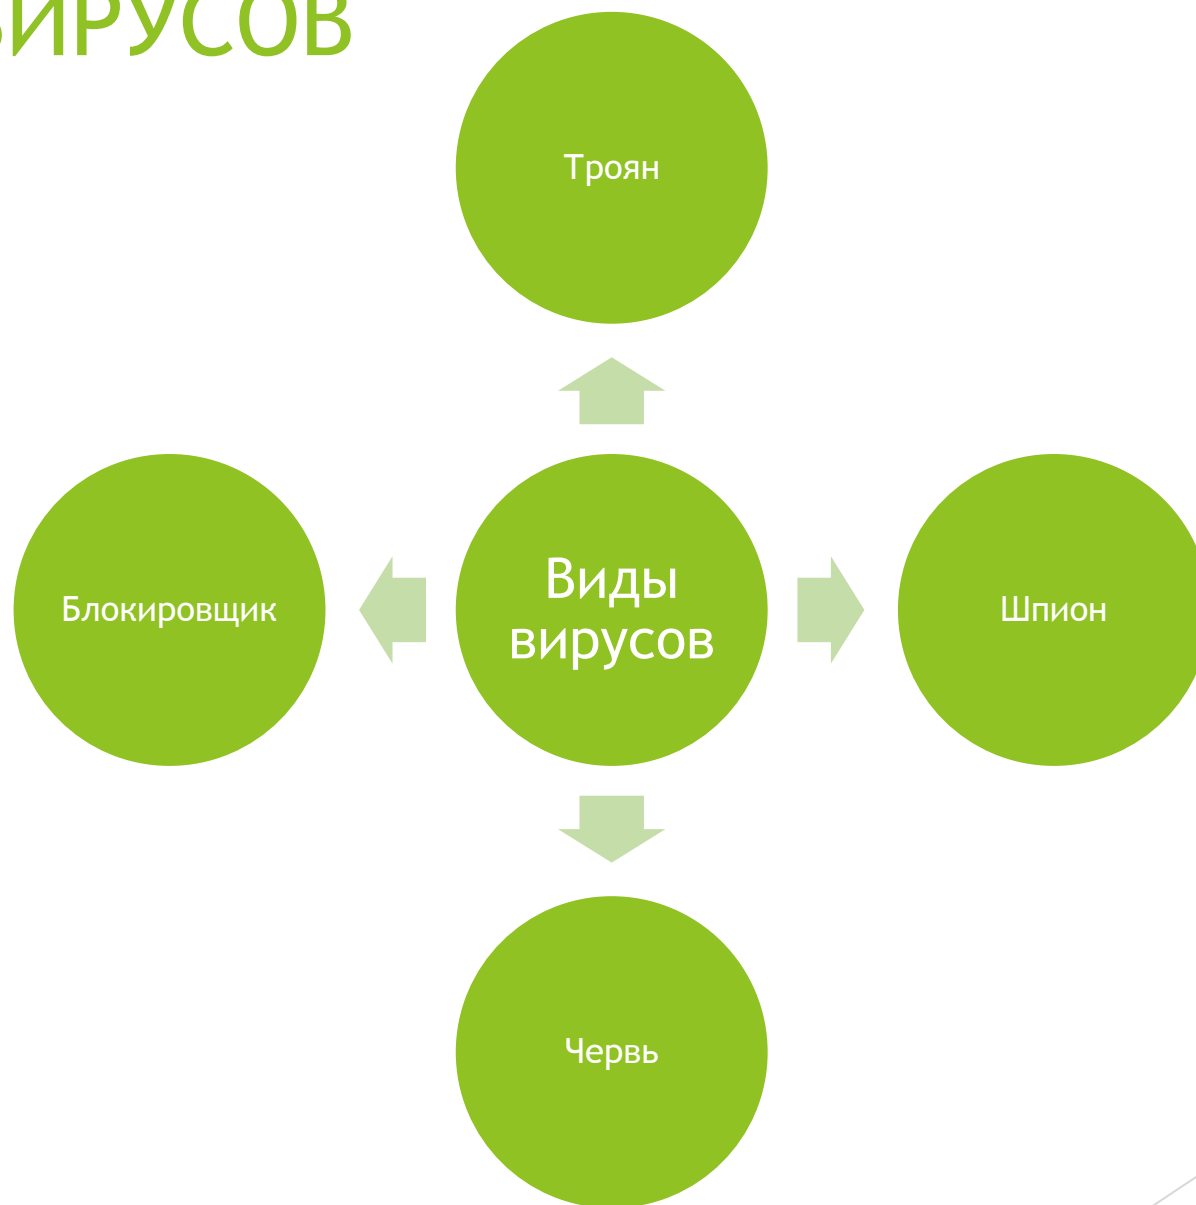 ВИРУСОВ
Троян
Блокировщик
Виды
вирусов
Шпион
Червь